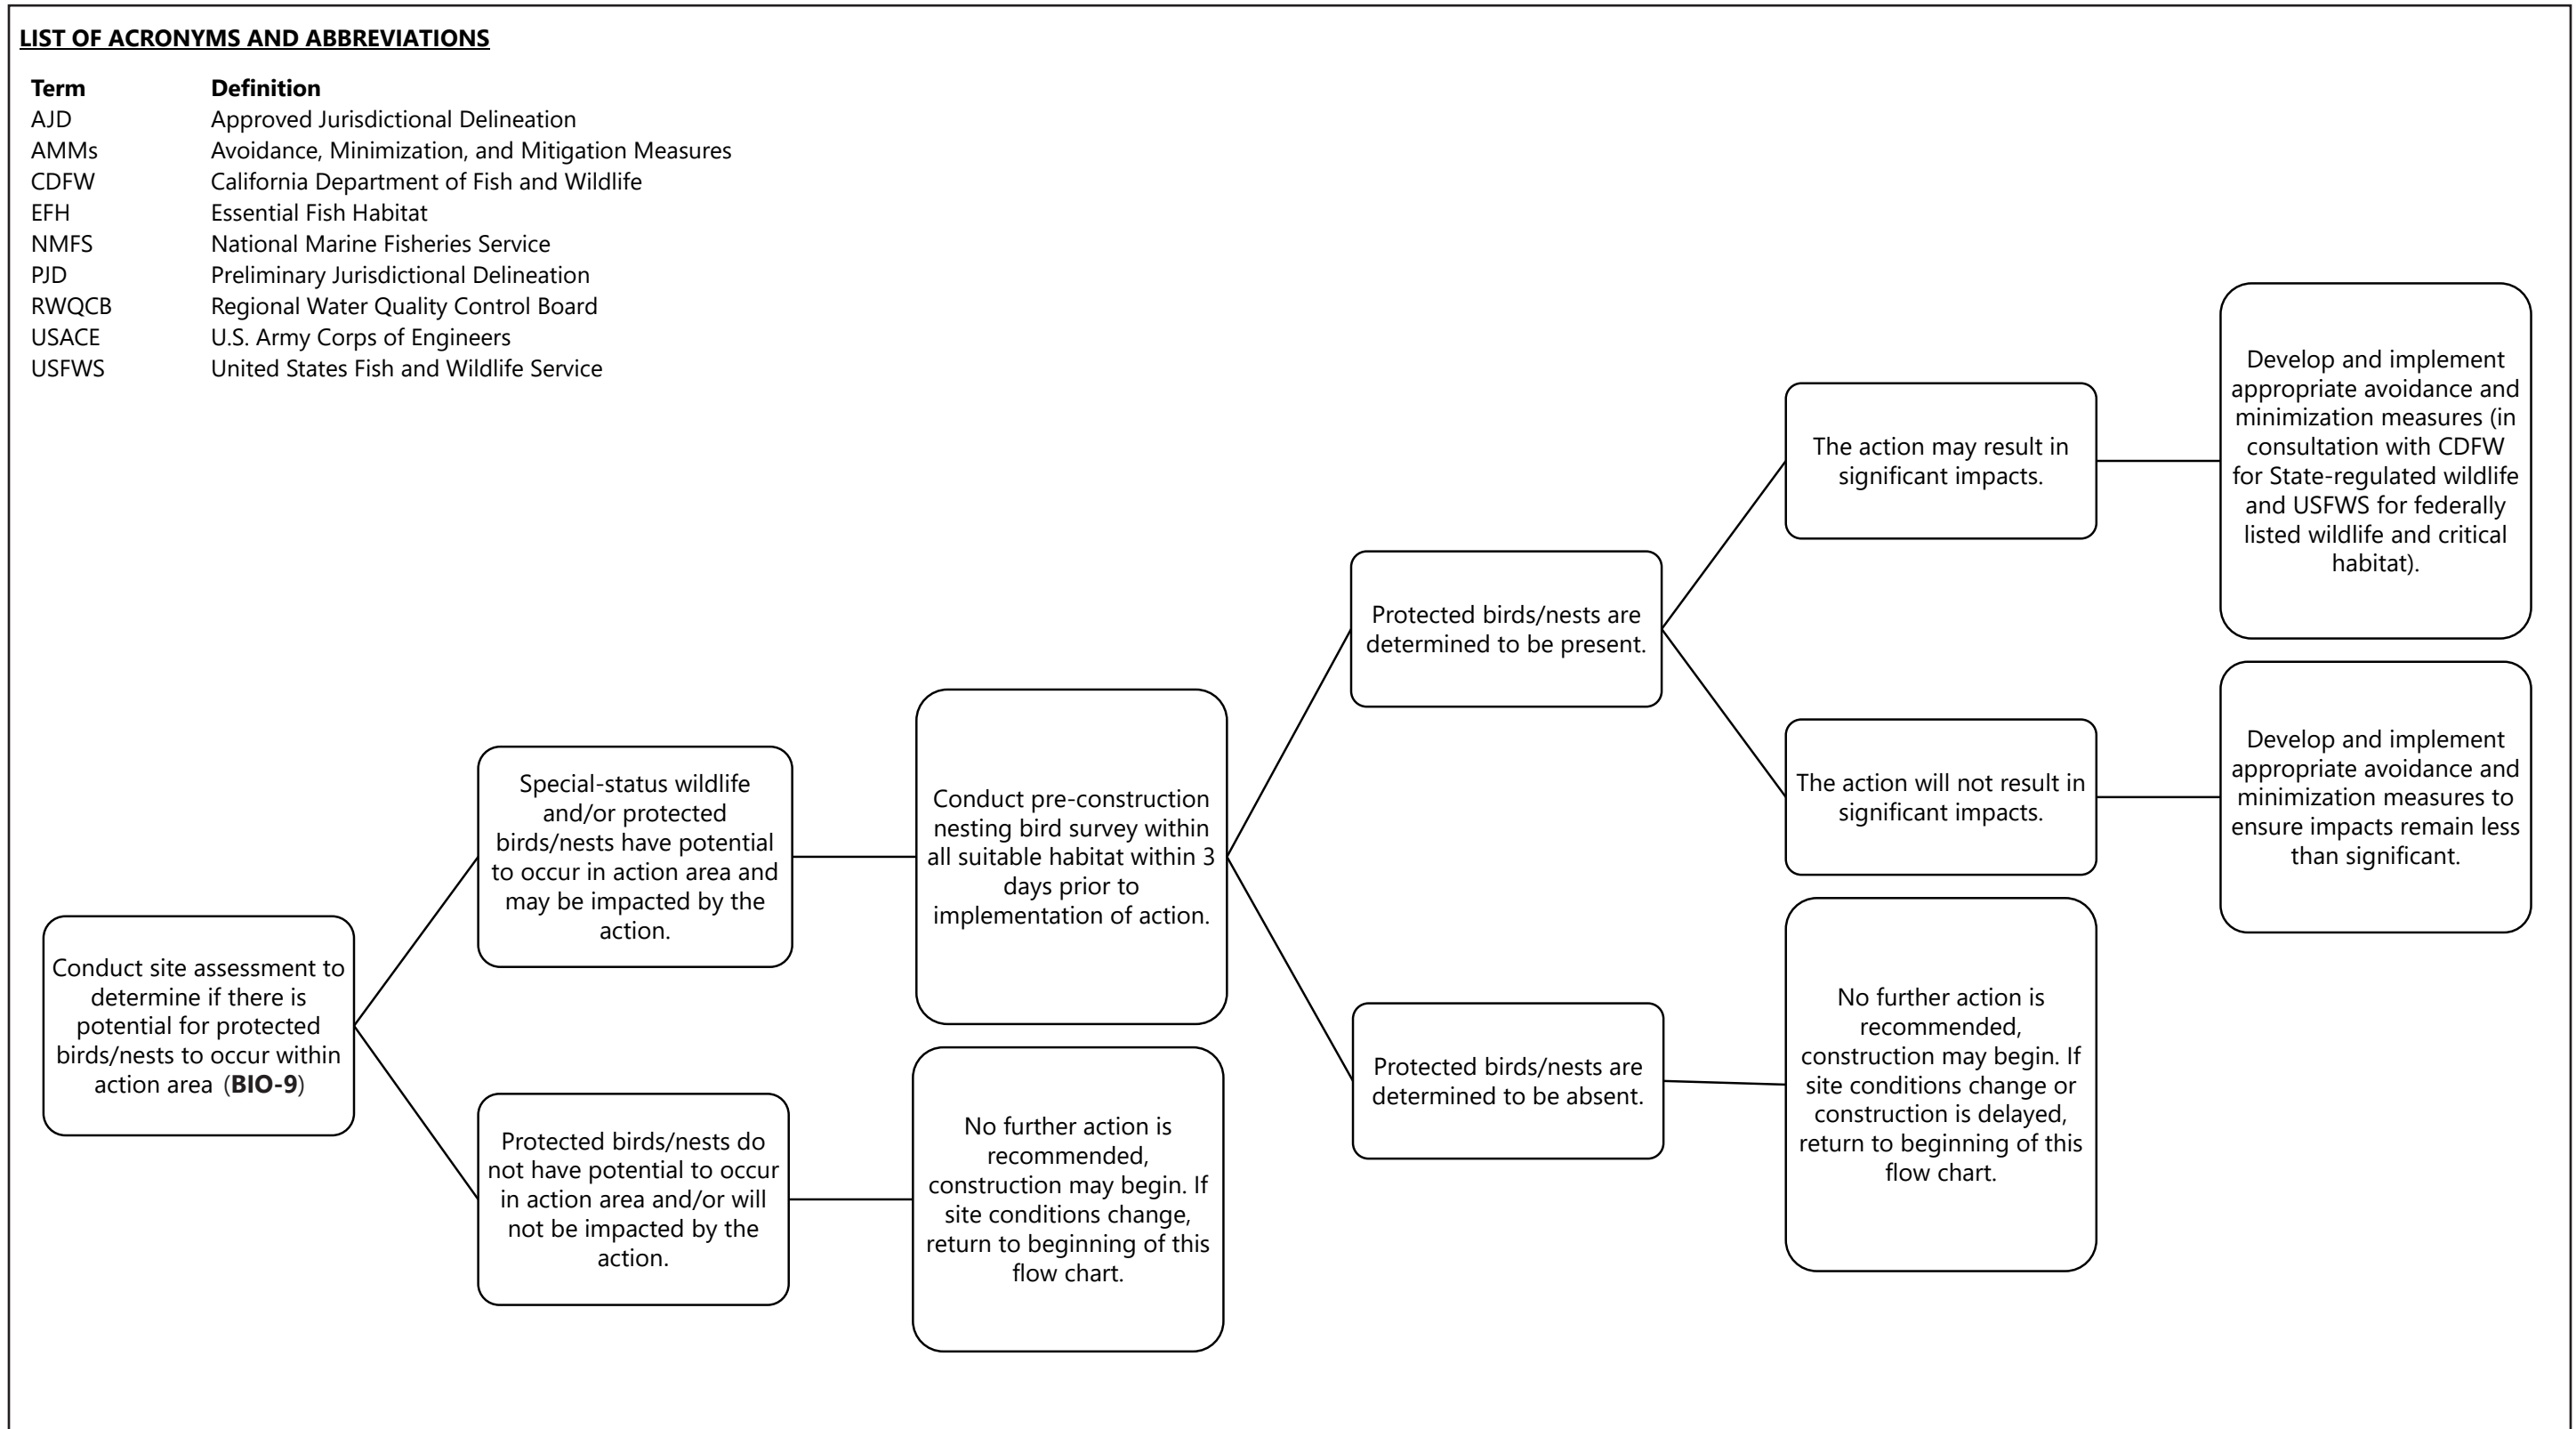 LIST OF ACRONYMS AND ABBREVIATIONS
Term Definition
AJD Approved Jurisdictional Delineation
AMMs Avoidance, Minimization, and Mitigation Measures
CDFW California Department of Fish and Wildlife
EFH Essential Fish Habitat
NMFS National Marine Fisheries Service
PJD Preliminary Jurisdictional Delineation
RWQCB Regional Water Quality Control Board
USACE U.S. Army Corps of Engineers
USFWS United States Fish and Wildlife Service
Conduct site assessment to
determine if there is
potential for protected
birds/nests to occur within
action area (BIO-9)
Special-status wildlife
and/or protected
birds/nests have potential
to occur in action area and
may be impacted by the
action.
Protected birds/nests do
not have potential to occur
in action area and/or will
not be impacted by the
action.
Conduct pre-construction
nesting bird survey within
all suitable habitat within 3
days prior to
implementation of action.
No further action is
recommended,
construction may begin. If
site conditions change,
return to beginning of this
flow chart.
Protected birds/nests are
determined to be present.
Protected birds/nests are
determined to be absent.
The action may result in
significant impacts.
The action will not result in
significant impacts.
No further action is
recommended,
construction may begin. If
site conditions change or
construction is delayed,
return to beginning of this
flow chart.
Develop and implement
appropriate avoidance and
minimization measures (in
consultation with CDFW
for State-regulated wildlife
and USFWS for federally
listed wildlife and critical
habitat).
Develop and implement
appropriate avoidance and
minimization measures to
ensure impacts remain less
than significant.